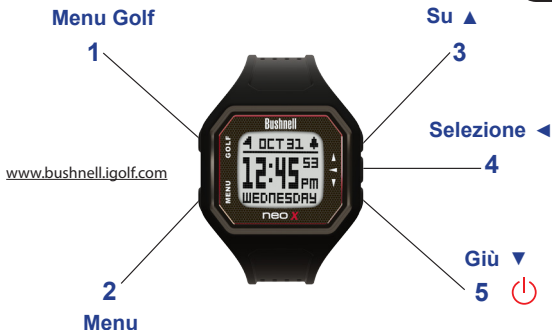 Menu Golf
1
Su ▲
3
Selezione ◄
4
www.bushnell.igolf.com
Bushnell
GOLF
MENU
OCT 31
12:45 53 PM
WEDNESDAY
neo X
▲
◄
▼
2
Menu
Giù ▼
5